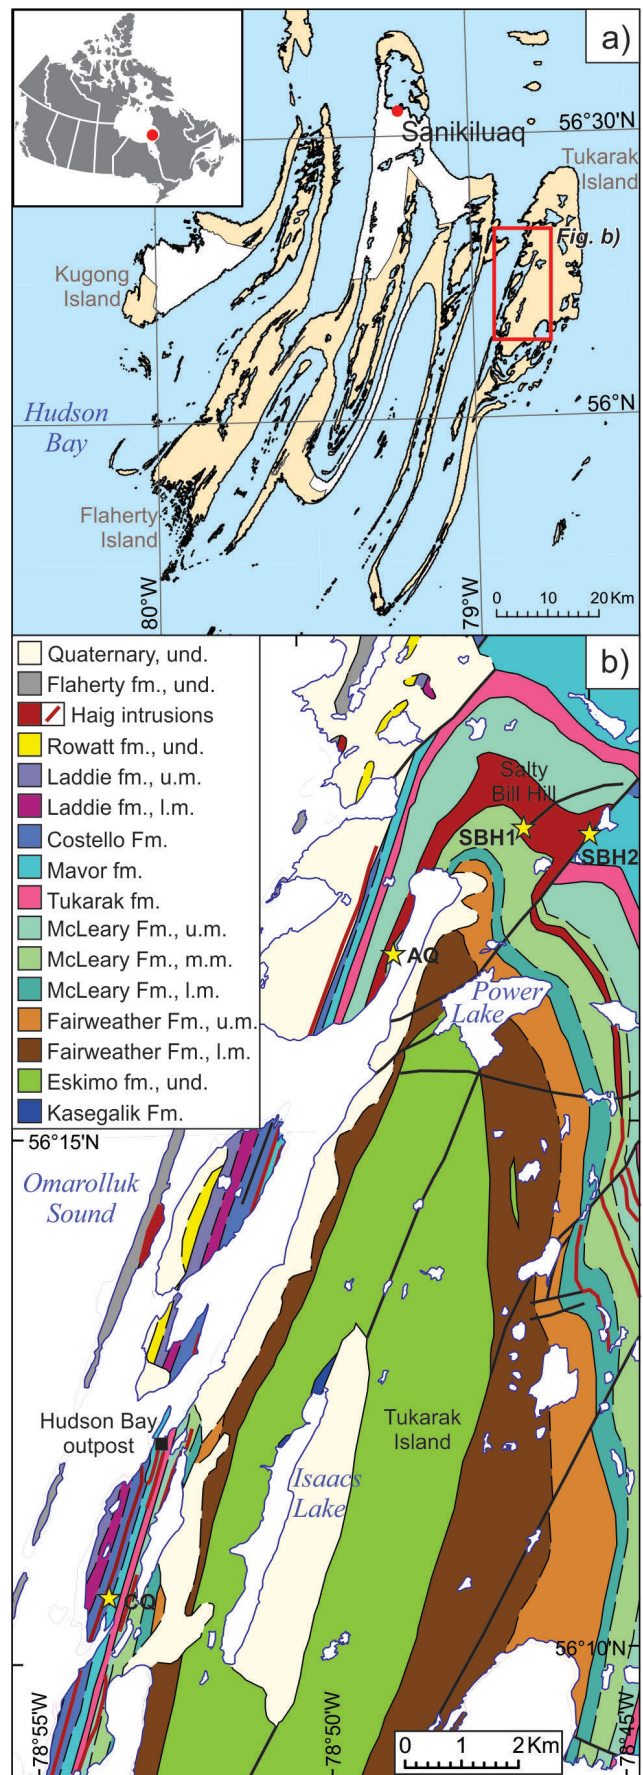 a)
Sanikiluaq
56°30'N
Tukarak
Island
Fig. b)
Kugong
Island
Hudson
Bay
56°N
Flaherty
Island
80°W
79°W
0 10 20 Km
b)
Quaternary, und.
Flaherty fm., und.
Haig intrusions
Rowatt fm., und.
Laddie fm., u.m.
Laddie fm., l.m.
Costello Fm.
Mavor fm.
Tukarak fm.
McLeary Fm., u.m.
McLeary Fm., m.m.
McLeary Fm., l.m.
Fairweather Fm., u.m.
Fairweather Fm., l.m.
Eskimo fm., und.
Kasegalik Fm.
Salty
Bill Hill
SBH1
SBH2
AQ
Power
Lake
56°15'N
Omarolluk
Sound
Hudson Bay
outpost
Tukarak
Island
Isaacs
Lake
CQ
56°10'N
78°55'W
78°50'W
78°45'W
0 1 2 Km